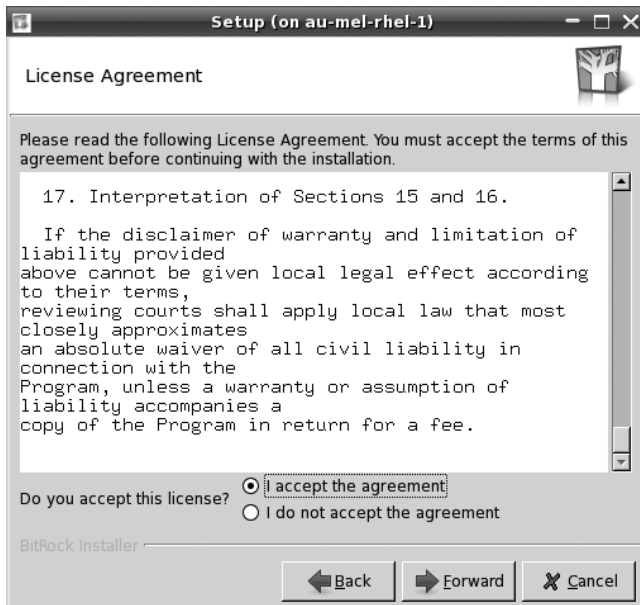 Setup (on au-mel-rhel-1)
License Agreement
Please read the following License Agreement. You must accept the terms of this
agreement before continuing with the installation.
17. Interpretation of Sections 15 and 16.
If the disclaimer of warranty and limitation of
liability provided
above cannot be given local legal effect according
to their terms,
reviewing courts shall apply local law that most
closely approximates
an absolute waiver of all civil liability in
connection with the
Program, unless a warranty or assumption of
liability accompanies a
copy of the Program in return for a fee.
Do you accept this license?
I accept the agreement
I do not accept the agreement
BitRock Installer
Back
Forward
Cancel